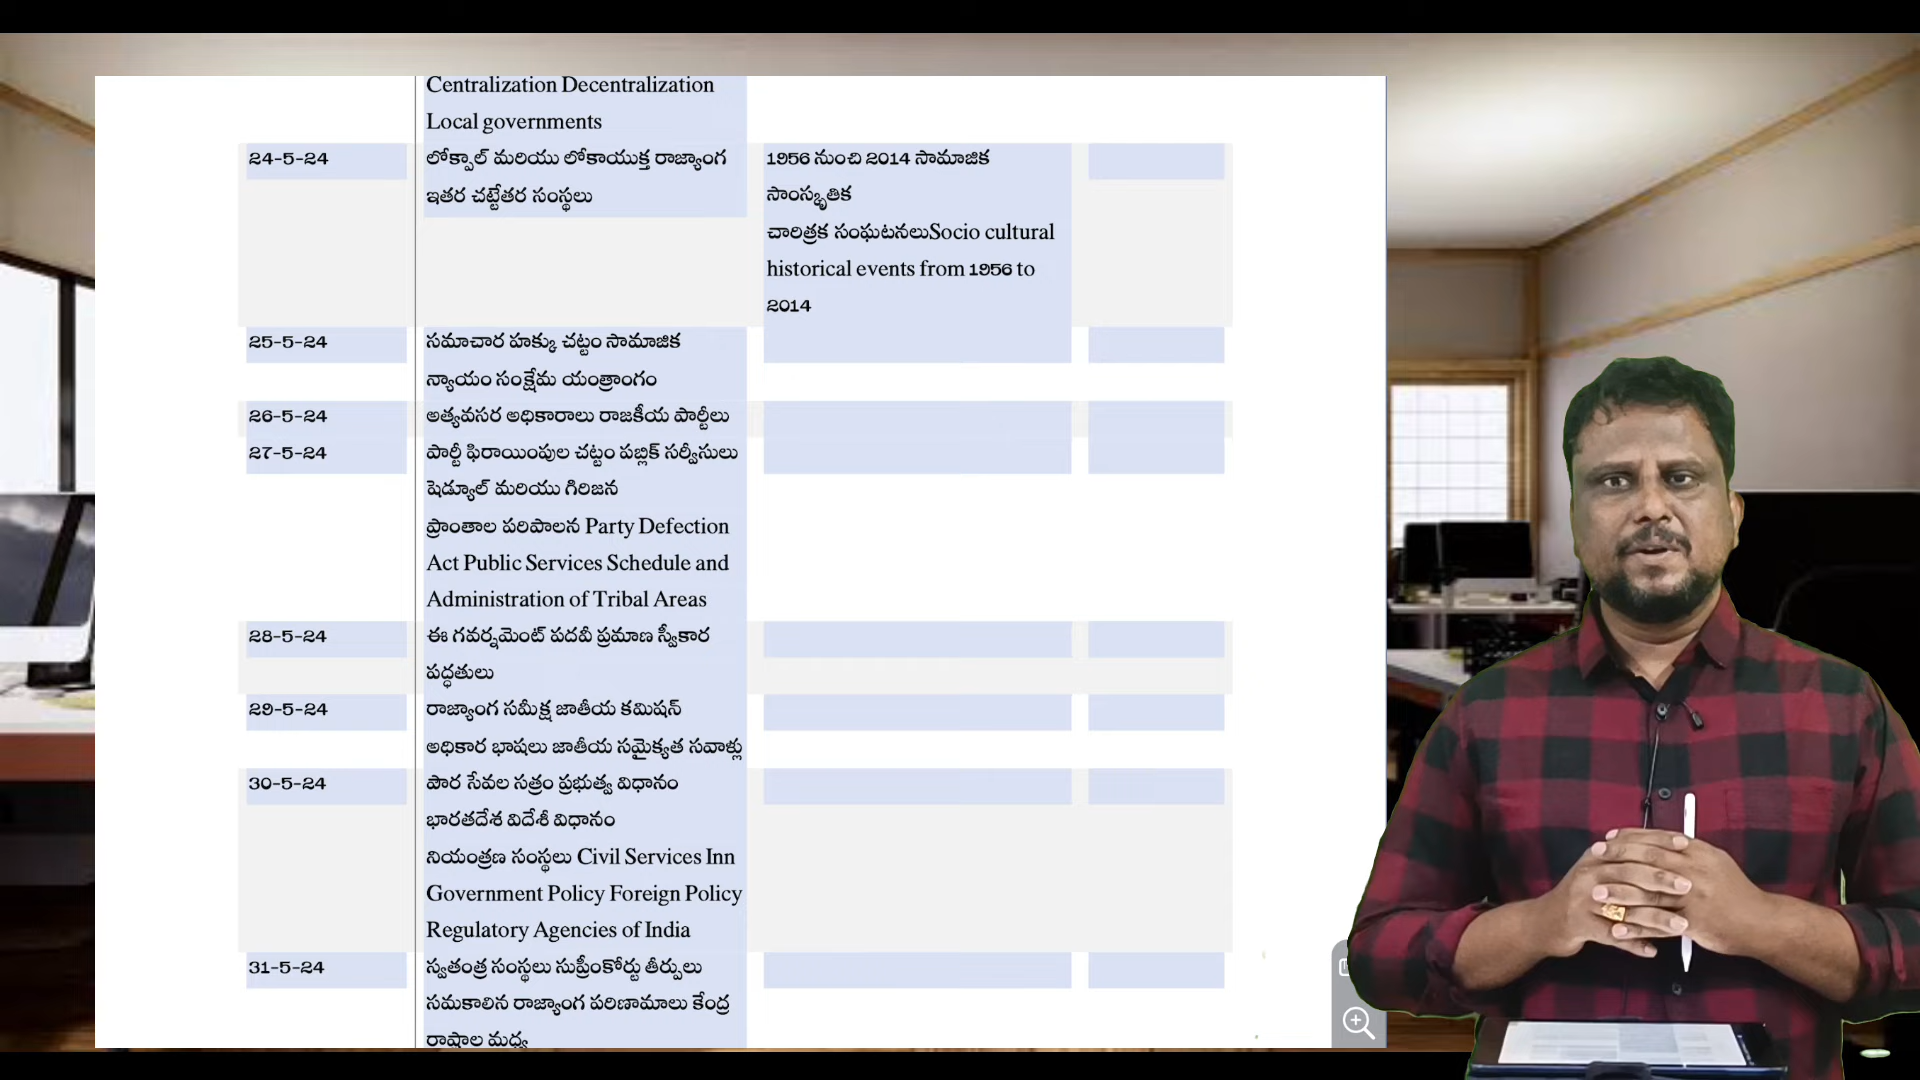 Centralization Decentralization
Local governments
24-5-24
లోక్పాల్ మరియు లోకాయుక్త రాజ్యాంగ
ఇతర చట్టేతర సంస్థలు
1956 నుంచి 2014 సామాజిక
సాంస్కృతిక
చారిత్రక సంఘటనలుSocio cultural
historical events from 1956 to
2014
25-5-24
సమాచార హక్కు చట్టం సామాజిక
న్యాయం సంక్షేమ యంత్రాంగం
26-5-24
అత్యవసర అధికారాలు రాజకీయ పార్టీలు
27-5-24
పార్టీ ఫిరాయింపుల చట్టం పబ్లిక్ సర్వీసులు
షెడ్యూల్ మరియు గిరిజన
ప్రాంతాల పరిపాలన Party Defection
Act Public Services Schedule and
Administration of Tribal Areas
28-5-24
ఈ గవర్నమెంట్ పదవీ ప్రమాణ స్వీకార
పద్ధతులు
29-5-24
రాజ్యాంగ సమీక్ష జాతీయ కమిషన్
అధికార భాషలు జాతీయ సమైక్యత సవాళ్లు
30-5-24
పౌర సేవల సత్రం ప్రభుత్వ విధానం
భారతదేశ విదేశీ విధానం
నియంత్రణ సంస్థలు Civil Services Inn
Government Policy Foreign Policy
Regulatory Agencies of India
31-5-24
స్వతంత్ర సంస్థలు సుప్రీంకోర్టు తీర్పులు
సమకాలిన రాజ్యాంగ పరిణామాలు కేంద్ర